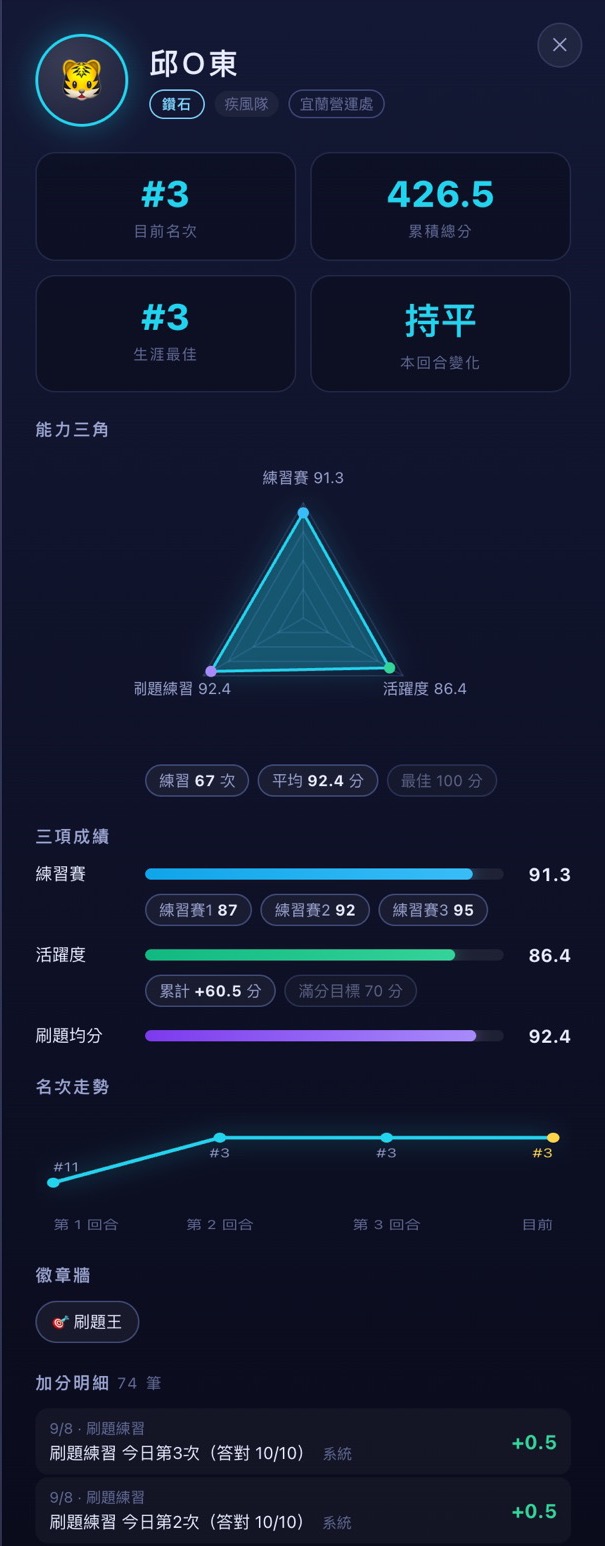 邱O東
鑽石 疾風隊 宜蘭營運處
#3
目前名次
426.5
累積總分
#3
生涯最佳
持平
本回合變化
能力三角
練習賽 91.3
刷題練習 92.4
活躍度 86.4
練習 67 次 平均 92.4 分 最佳 100 分
三項成績
練習賽 91.3
練習賽1 87 練習賽2 92 練習賽3 95
活躍度 86.4
累計 +60.5 分 滿分目標 70 分
刷題均分 92.4
名次走勢
#11 #3 #3 #3
第 1 回合 第 2 回合 第 3 回合 目前
徽章牆
刷題王
加分明細 74 筆
9/8 · 刷題練習
刷題練習 今日第3次（答對 10/10） 系統 +0.5
9/8 · 刷題練習
刷題練習 今日第2次（答對 10/10） 系統 +0.5